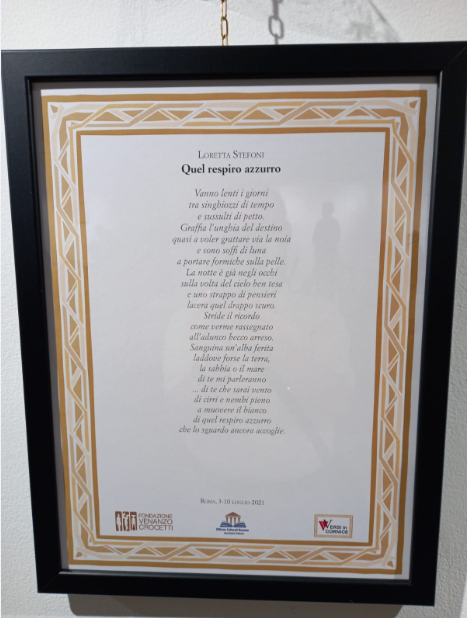 LORETTA STEFONI
Quel respiro azzurro
Vanno lenti i giorni
tra singhiozzi di tempo
e sussulti di petto.
Graffia l'unghia del destino
quasi a voler grattare via la noia
e sono soffi di luna
a portare formiche sulla pelle.
La notte è già negli occhi
sulla volta del cielo ben tesa
e uno strappo di pensieri
lacera quel drappo scuro.
Stride il ricordo
come verme rassegnato
all'adunco becco arreso.
Sanguina un'alba ferita
laddove forse la terra,
la sabbia o il mare
di te mi parleranno
... di te che sarai vento
di cirri e nembi pieno
a muovere il bianco
di quel respiro azzurro
che lo sguardo ancora accoglie.
ROMA, 3-10 LUGLIO 2021
FONDAZIONE
VENANZO
CROCETTI
VERSI IN
CORNICE